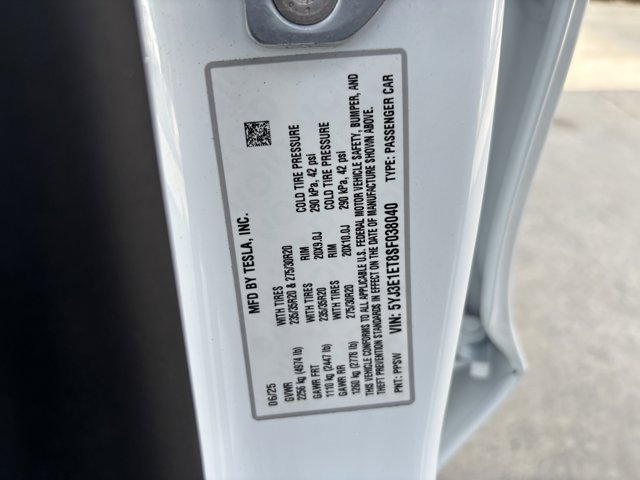 MFD BY TESLA, INC.
06/25
GVWR WITH TIRES COLD TIRE PRESSURE
2256 kg (4974 lb) 235/35R20 & 275/30R20 290 kPa, 42 psi
GAWR FRT WITH TIRES RIM COLD TIRE PRESSURE
1110 kg (2447 lb) 235/35R20 20X9.0J 290 kPa, 42 psi
GAWR RR WITH TIRES RIM
1260 kg (2778 lb) 275/30R20 20X10.0J
THIS VEHICLE CONFORMS TO ALL APPLICABLE U.S. FEDERAL MOTOR VEHICLE SAFETY, BUMPER, AND
THEFT PREVENTION STANDARDS IN EFFECT ON THE DATE OF MANUFACTURE SHOWN ABOVE.
VIN: 5YJ3E1ET8SF038040 TYPE: PASSENGER CAR
PNT: PPSW